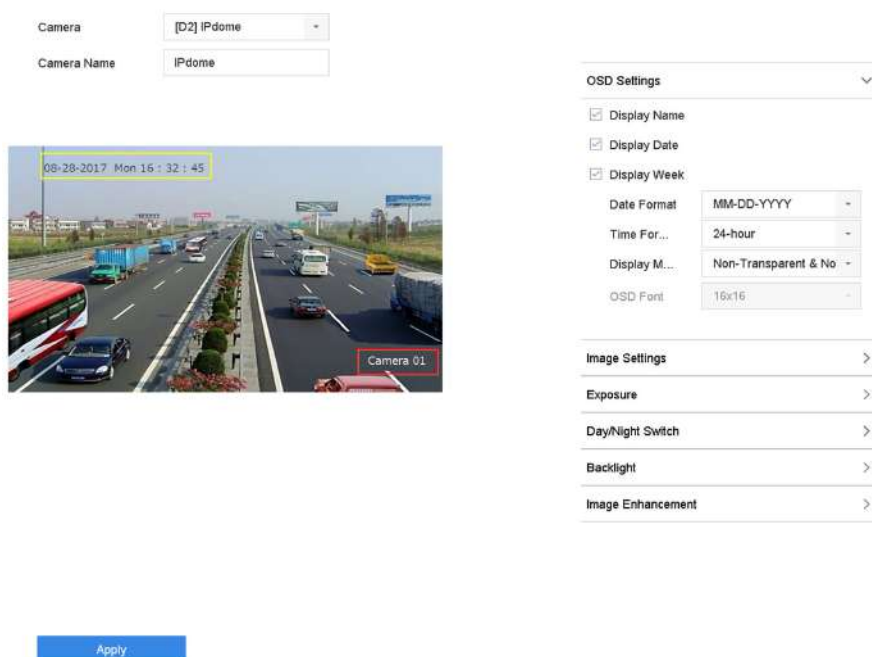 Camera
[D2] IPdome
Camera Name
IPdome
08-28-2017 Mon 16 : 32 : 45
Camera 01
OSD Settings
Display Name
Display Date
Display Week
Date Format
MM-DD-YYYY
Time For...
24-hour
Display M...
Non-Transparent & No
OSD Font
16x16
Image Settings
Exposure
Day/Night Switch
Backlight
Image Enhancement
Apply